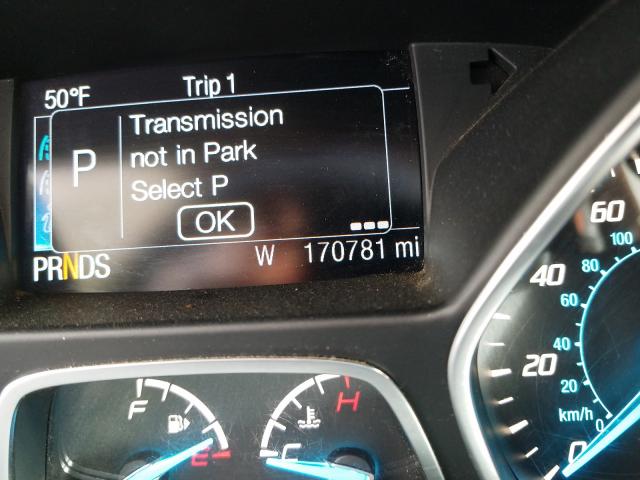 50°F Trip 1
Transmission
P not in Park
Select P
OK
W 170781 mi
PRNDS
60
100
40
80
60
40
20
20
km/h
0
0
F
H
E
C